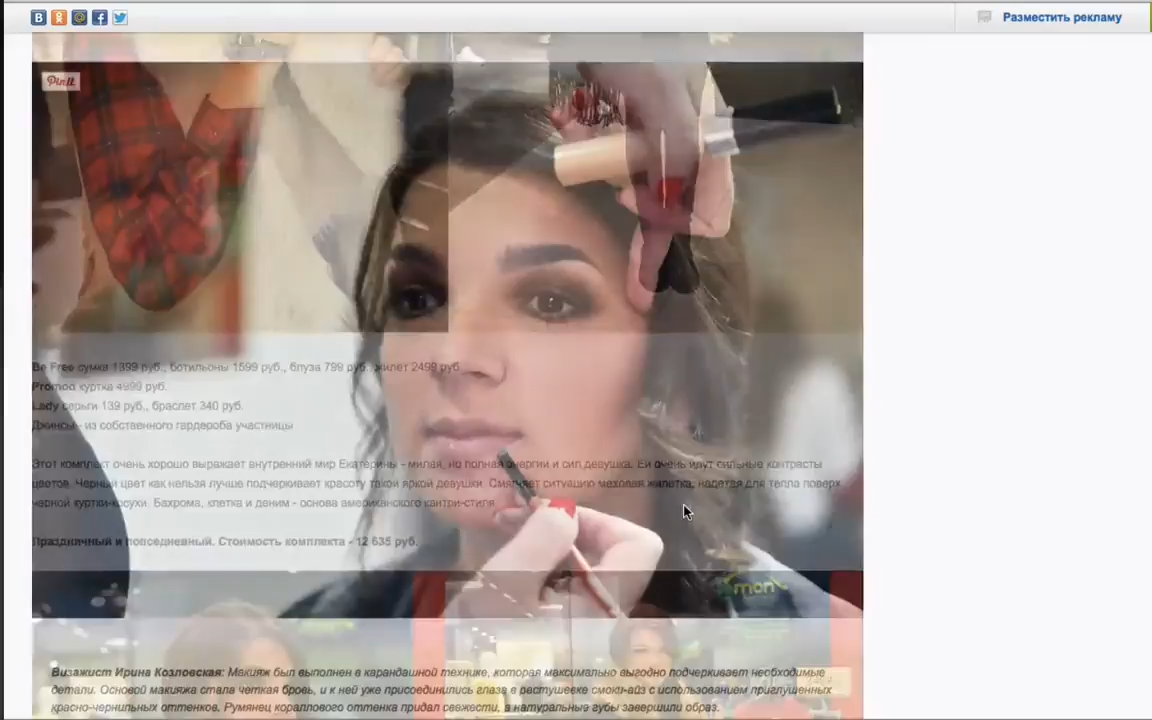 Разместить рекламу
Pin it
Be Free сумка 1399 руб., ботильоны 1599 руб., блуза 799 руб., жилет 2499 руб.
Promod куртка 4999 руб.
Lady серьги 139 руб., браслет 340 руб.
Джинсы - из собственного гардероба участницы
Этот комплект очень хорошо выражает внутренний мир Екатерины - милая, но полная энергии и сил девушка. Ей очень идут сильные контрасты
цветов. Черный цвет как нельзя лучше подчеркивает красоту такой яркой девушки. Смягчает ситуацию меховая жилетка, надетая для тепла поверх
черной куртки-косухи. Бахрома, клетка и деним - основа американского кантри-стиля
Праздничный и повседневный. Стоимость комплекта - 12 635 руб.
mon
Визажист Ирина Козловская: Макияж был выполнен в карандашной технике, которая максимально выгодно подчеркивает необходимые
детали. Основой макияжа стала четкая бровь, и к ней уже присоединились глаза в растушевке смоки-айз с использованием приглушенных
красно-чернильных оттенков. Румянец кораллового оттенка придал свежести, а натуральные губы завершили образ.